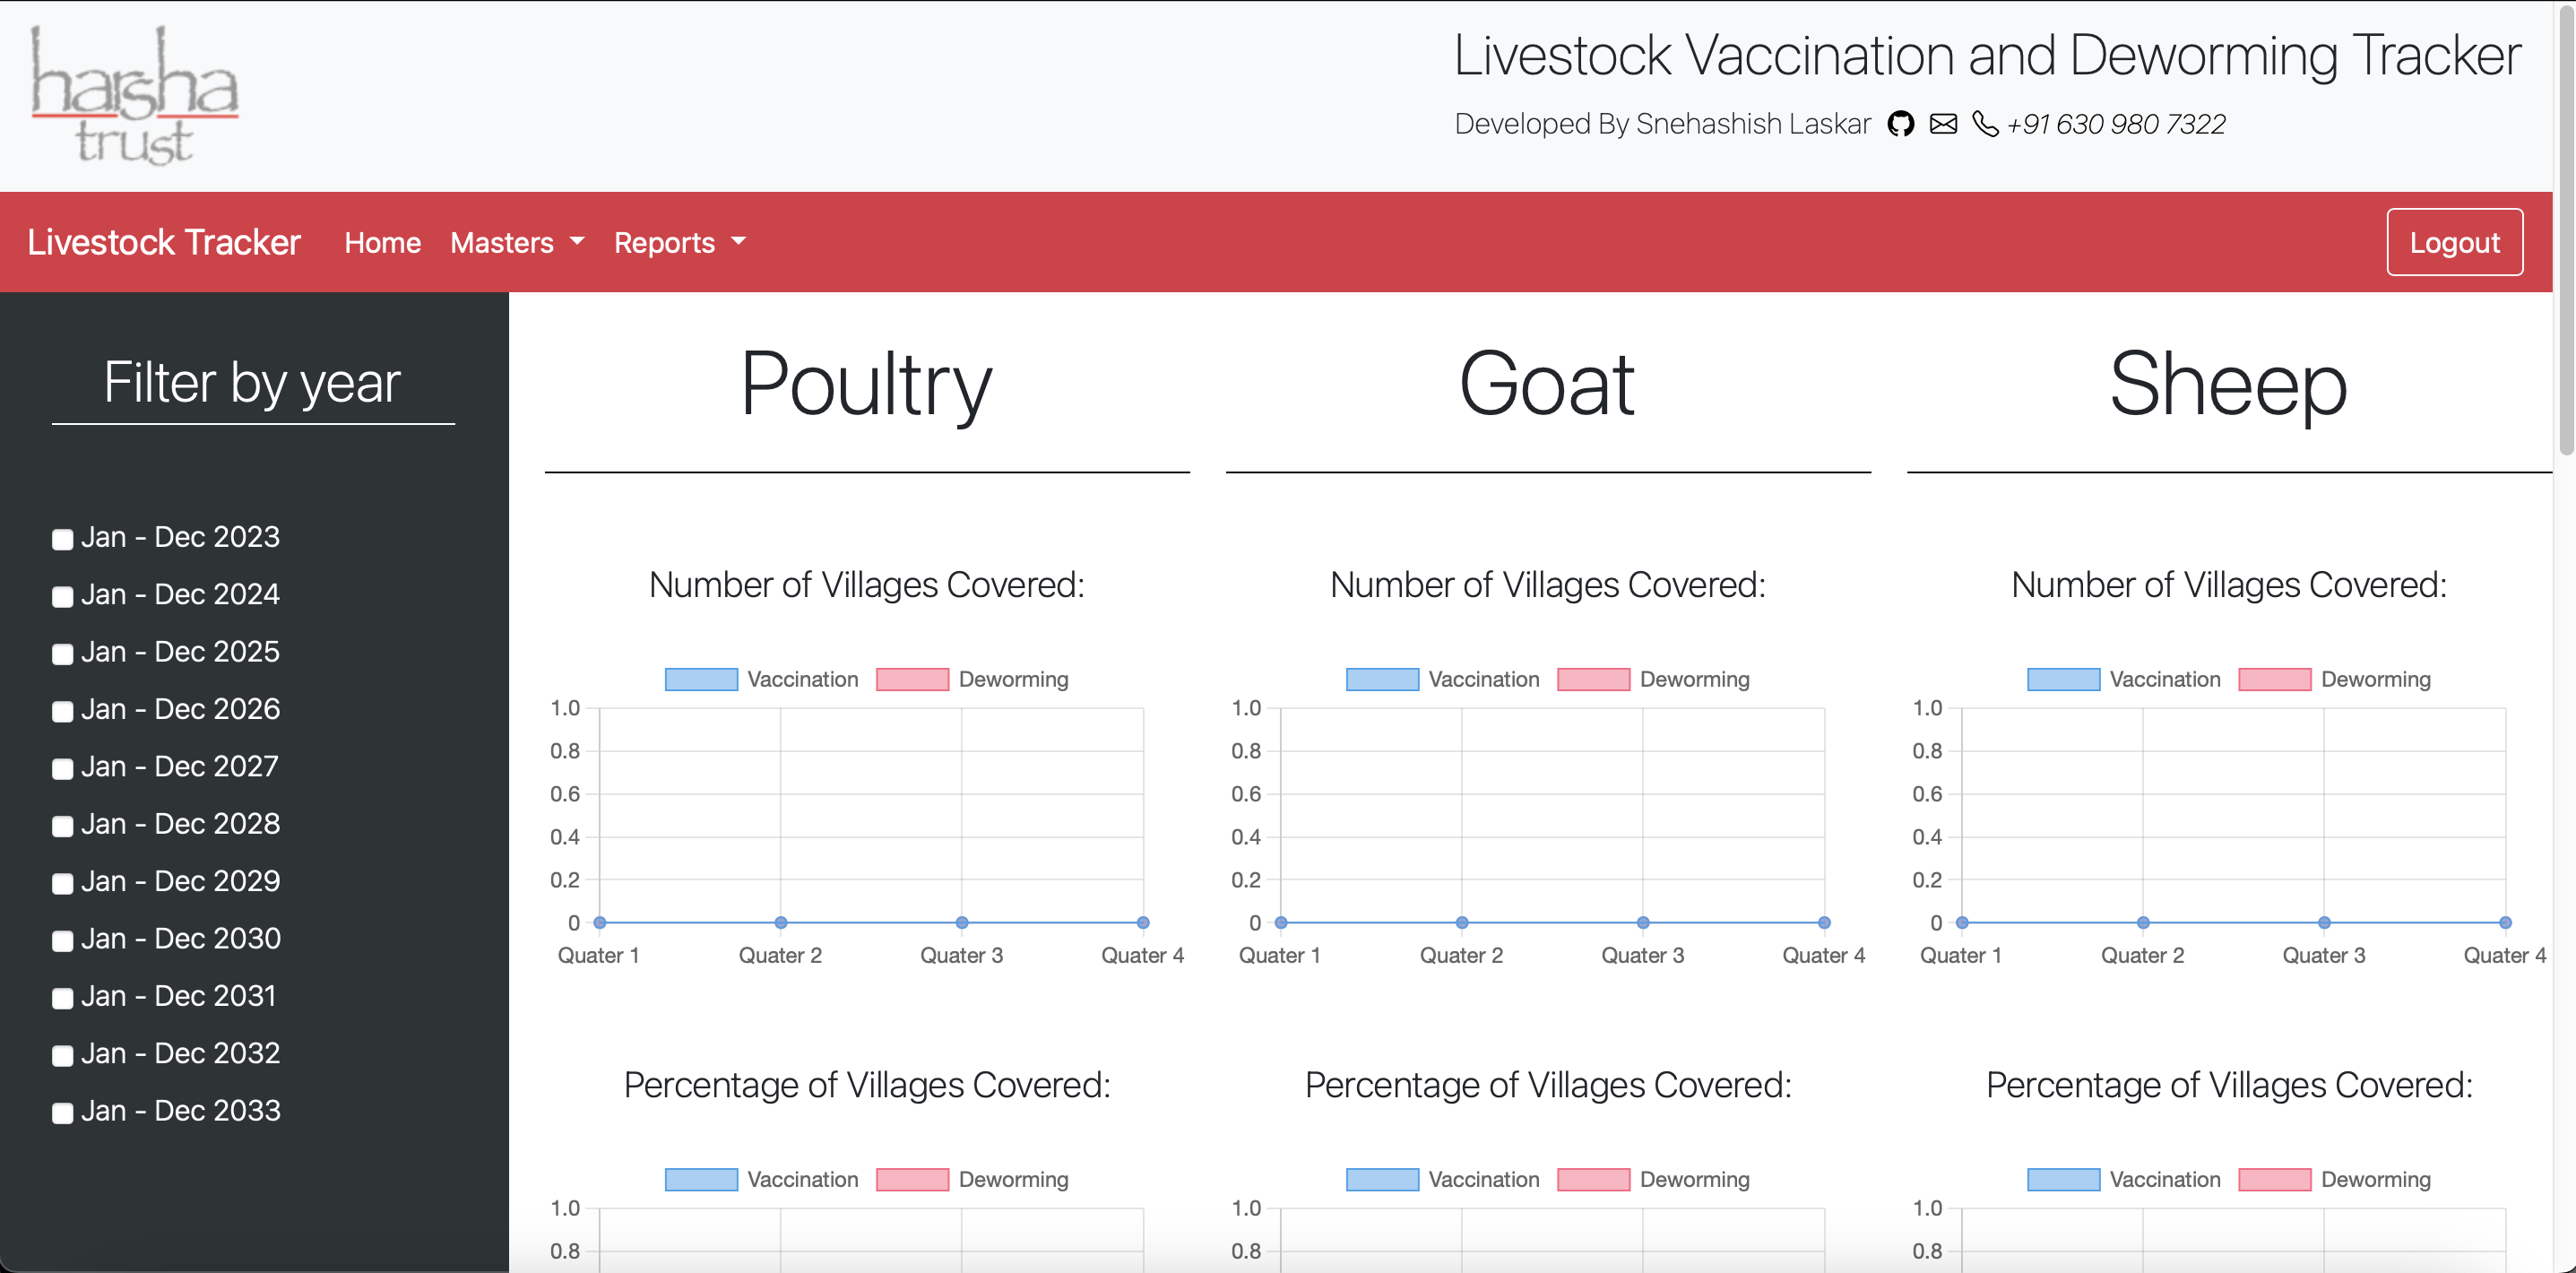 harsha
trust
Livestock Vaccination and Deworming Tracker
Developed By Snehashish Laskar +91 630 980 7322
Livestock Tracker Home Masters Reports Logout
Filter by year
Jan - Dec 2023
Jan - Dec 2024
Jan - Dec 2025
Jan - Dec 2026
Jan - Dec 2027
Jan - Dec 2028
Jan - Dec 2029
Jan - Dec 2030
Jan - Dec 2031
Jan - Dec 2032
Jan - Dec 2033
Poultry
Number of Villages Covered:
Vaccination Deworming
1.0
0.8
0.6
0.4
0.2
0
Quater 1 Quater 2 Quater 3 Quater 4
Percentage of Villages Covered:
Vaccination Deworming
1.0
0.8
Goat
Number of Villages Covered:
Vaccination Deworming
1.0
0.8
0.6
0.4
0.2
0
Quater 1 Quater 2 Quater 3 Quater 4
Percentage of Villages Covered:
Vaccination Deworming
1.0
0.8
Sheep
Number of Villages Covered:
Vaccination Deworming
1.0
0.8
0.6
0.4
0.2
0
Quater 1 Quater 2 Quater 3 Quater 4
Percentage of Villages Covered:
Vaccination Deworming
1.0
0.8